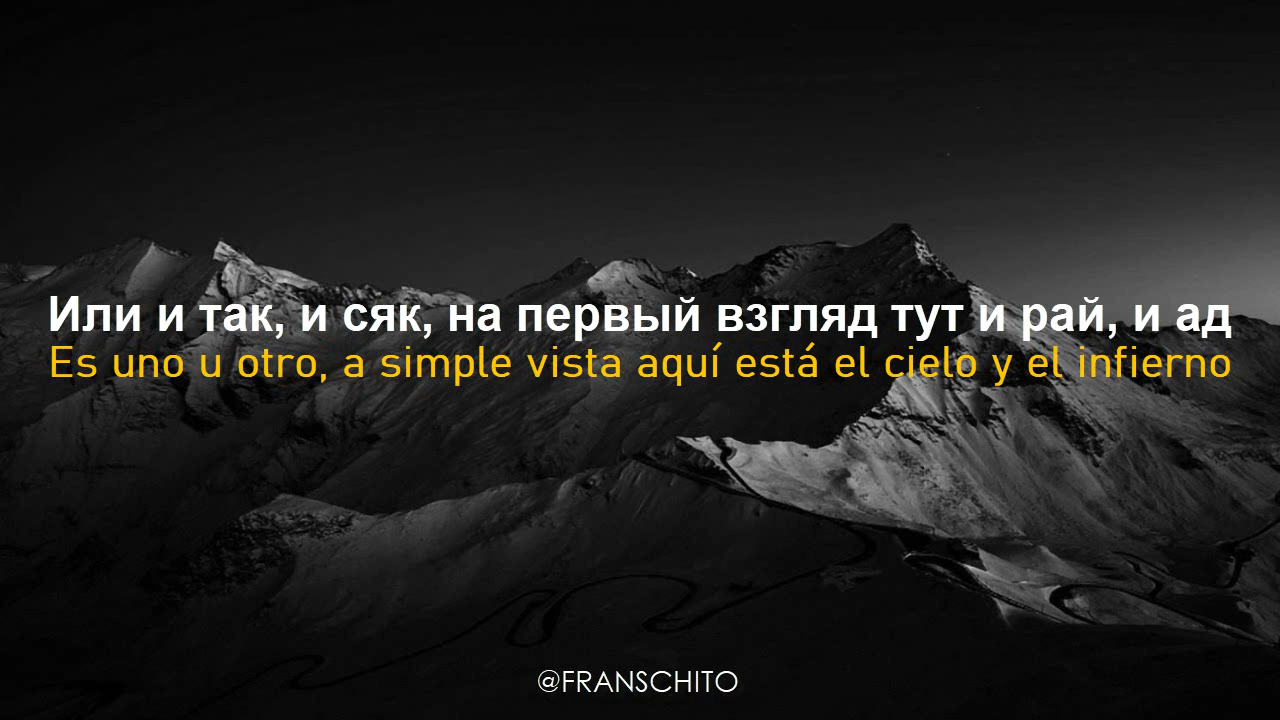 Или и так, и сяк, на первый взгляд тут и рай, и ад
Es uno u otro, a simple vista aquí está el cielo y el infierno
@FRANSCHITO